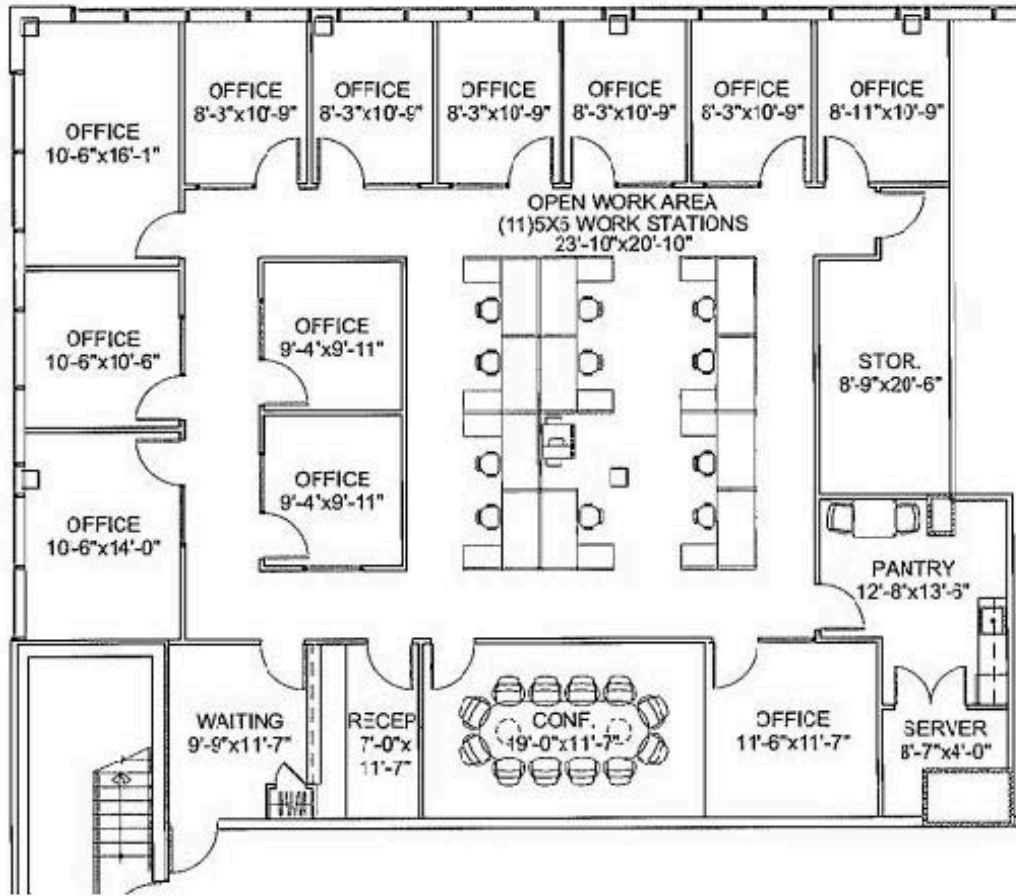 OFFICE
10'-6"x16'-1"
OFFICE
8'-3"x10'-9"
OFFICE
8'-3"x10'-9"
OFFICE
8'-3"x10'-9"
OFFICE
8'-3"x10'-9"
OFFICE
8'-3"x10'-9"
OFFICE
8'-11"x10'-9"
OPEN WORK AREA
(11)5X5 WORK STATIONS
23'-10"x20'-10"
OFFICE
10'-6"x10'-6"
OFFICE
9'-4"x9'-11"
STOR.
8'-9"x20'-6"
OFFICE
9'-4"x9'-11"
OFFICE
10'-6"x14'-0"
PANTRY
12'-8"x13'-6"
WAITING
9'-9"x11'-7"
RECEP
7'-0"x
11'-7"
CONF.
19'-0"x11'-7"
OFFICE
11'-6"x11'-7"
SERVER
8'-7"x4'-0"